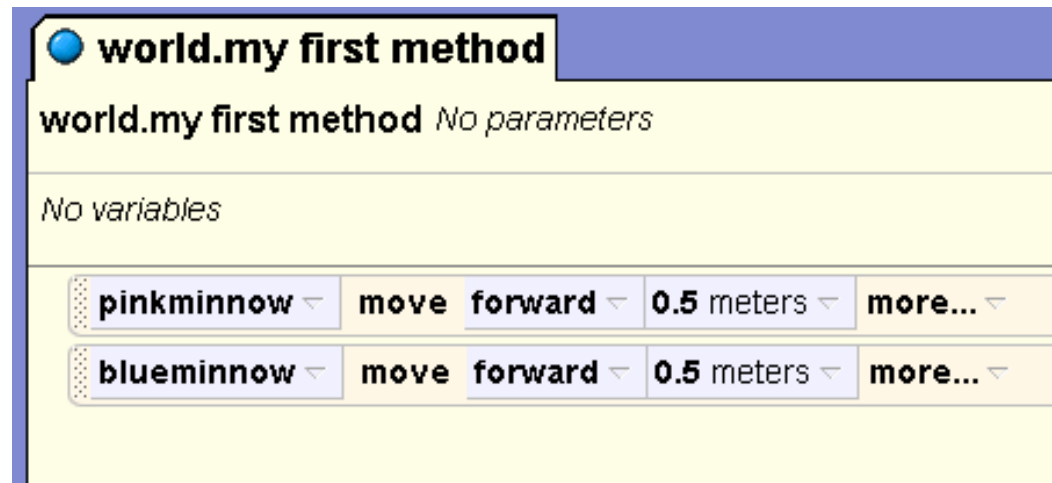 world.my first method
world.my first method No parameters
No variables
pinkminnow move forward 0.5 meters more...
blueminnow move forward 0.5 meters more...